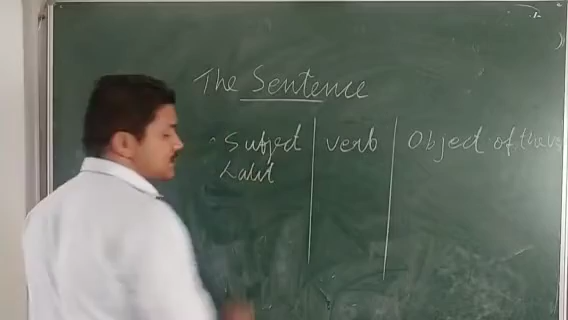 The Sentence
Subject verb Object of the v
Lalit